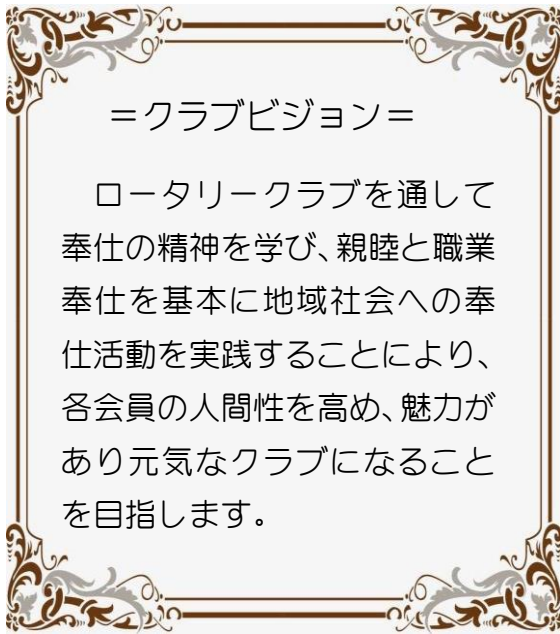 ＝クラブビジョン＝
　ロータリークラブを通して
奉仕の精神を学び、親睦と職業
奉仕を基本に地域社会への奉
仕活動を実践することにより、
各会員の人間性を高め、魅力が
あり元気なクラブになること
を目指します。